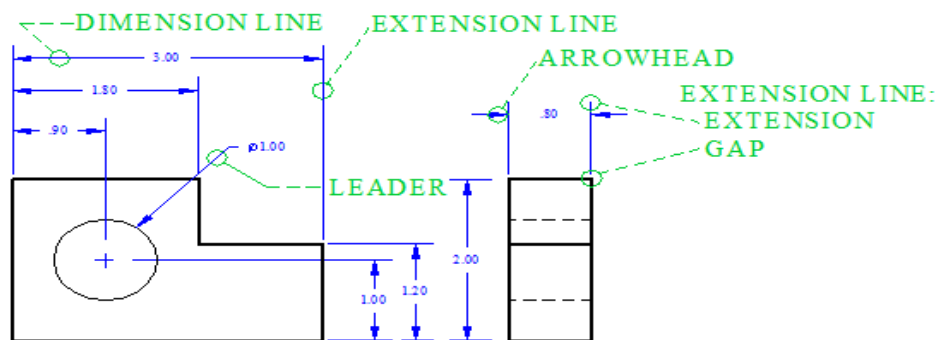 DIMENSION LINE
EXTENSION LINE
3.00
ARROWHEAD
1.80
EXTENSION LINE:
EXTENSION
.80
.90
GAP
ø1.00
LEADER
2.00
1.20
1.00